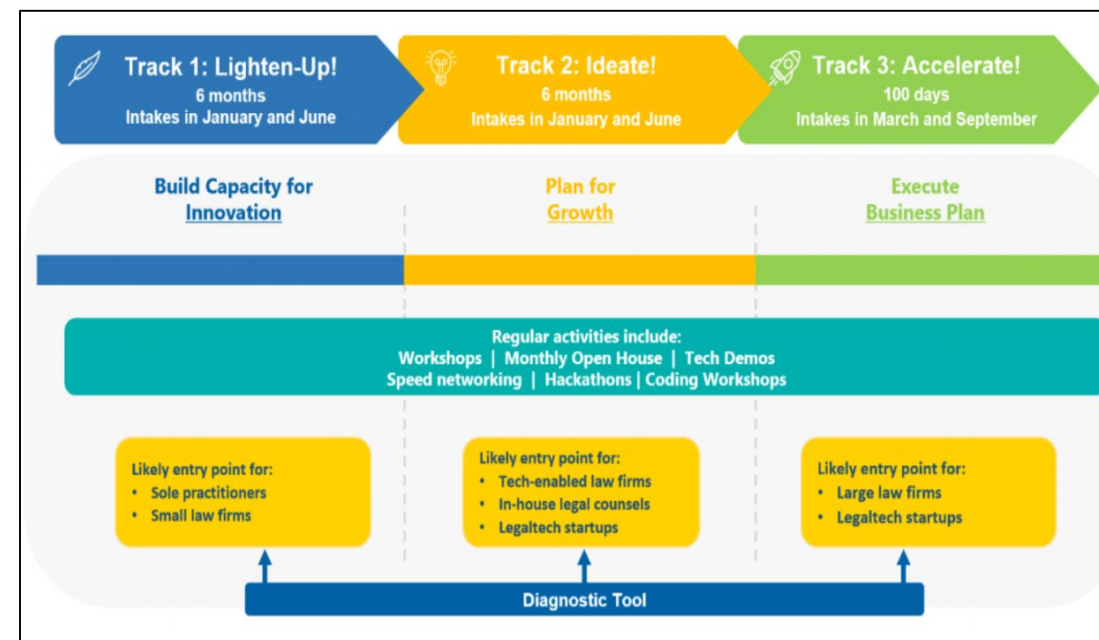 Track 1: Lighten-Up!
6 months
Intakes in January and June
Track 2: Ideate!
6 months
Intakes in January and June
Track 3: Accelerate!
100 days
Intakes in March and September
Build Capacity for
Innovation
Plan for
Growth
Execute
Business Plan
Regular activities include:
Workshops | Monthly Open House | Tech Demos
Speed networking | Hackathons | Coding Workshops
Likely entry point for:
• Sole practitioners
• Small law firms
Likely entry point for:
• Tech-enabled law firms
• In-house legal counsels
• Legaltech startups
Likely entry point for:
• Large law firms
• Legaltech startups
Diagnostic Tool